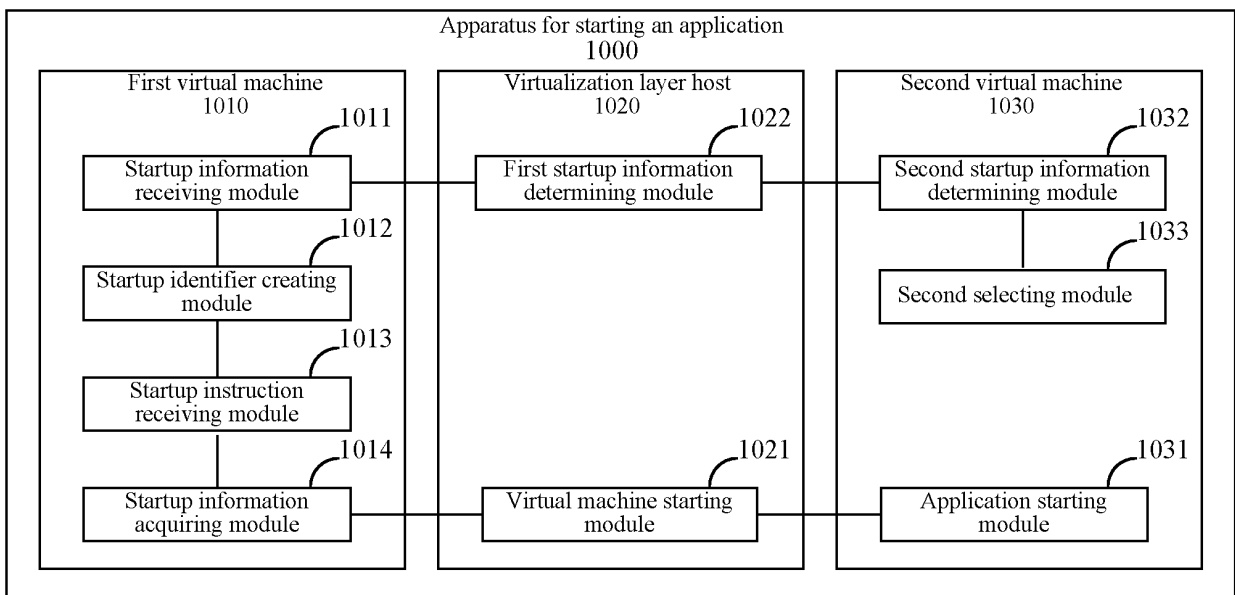 Apparatus for starting an application
1000
First virtual machine
1010
1011
Startup information
receiving module
1012
Startup identifier creating
module
1013
Startup instruction
receiving module
1014
Startup information
acquiring module
Virtualization layer host
1020
1022
First startup information
determining module
1021
Virtual machine starting
module
Second virtual machine
1030
1032
Second startup information
determining module
1033
Second selecting module
1031
Application starting
module